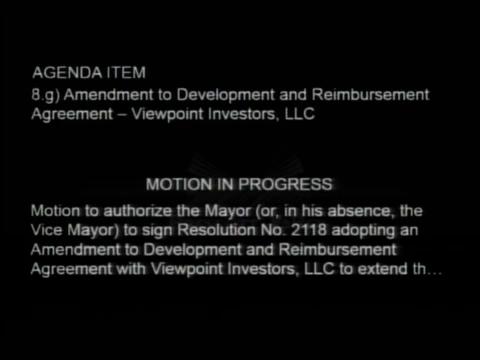 AGENDA ITEM
8.g) Amendment to Development and Reimbursement
Agreement – Viewpoint Investors, LLC
MOTION IN PROGRESS
Motion to authorize the Mayor (or, in his absence, the
Vice Mayor) to sign Resolution No. 2118 adopting an
Amendment to Development and Reimbursement
Agreement with Viewpoint Investors, LLC to extend th...